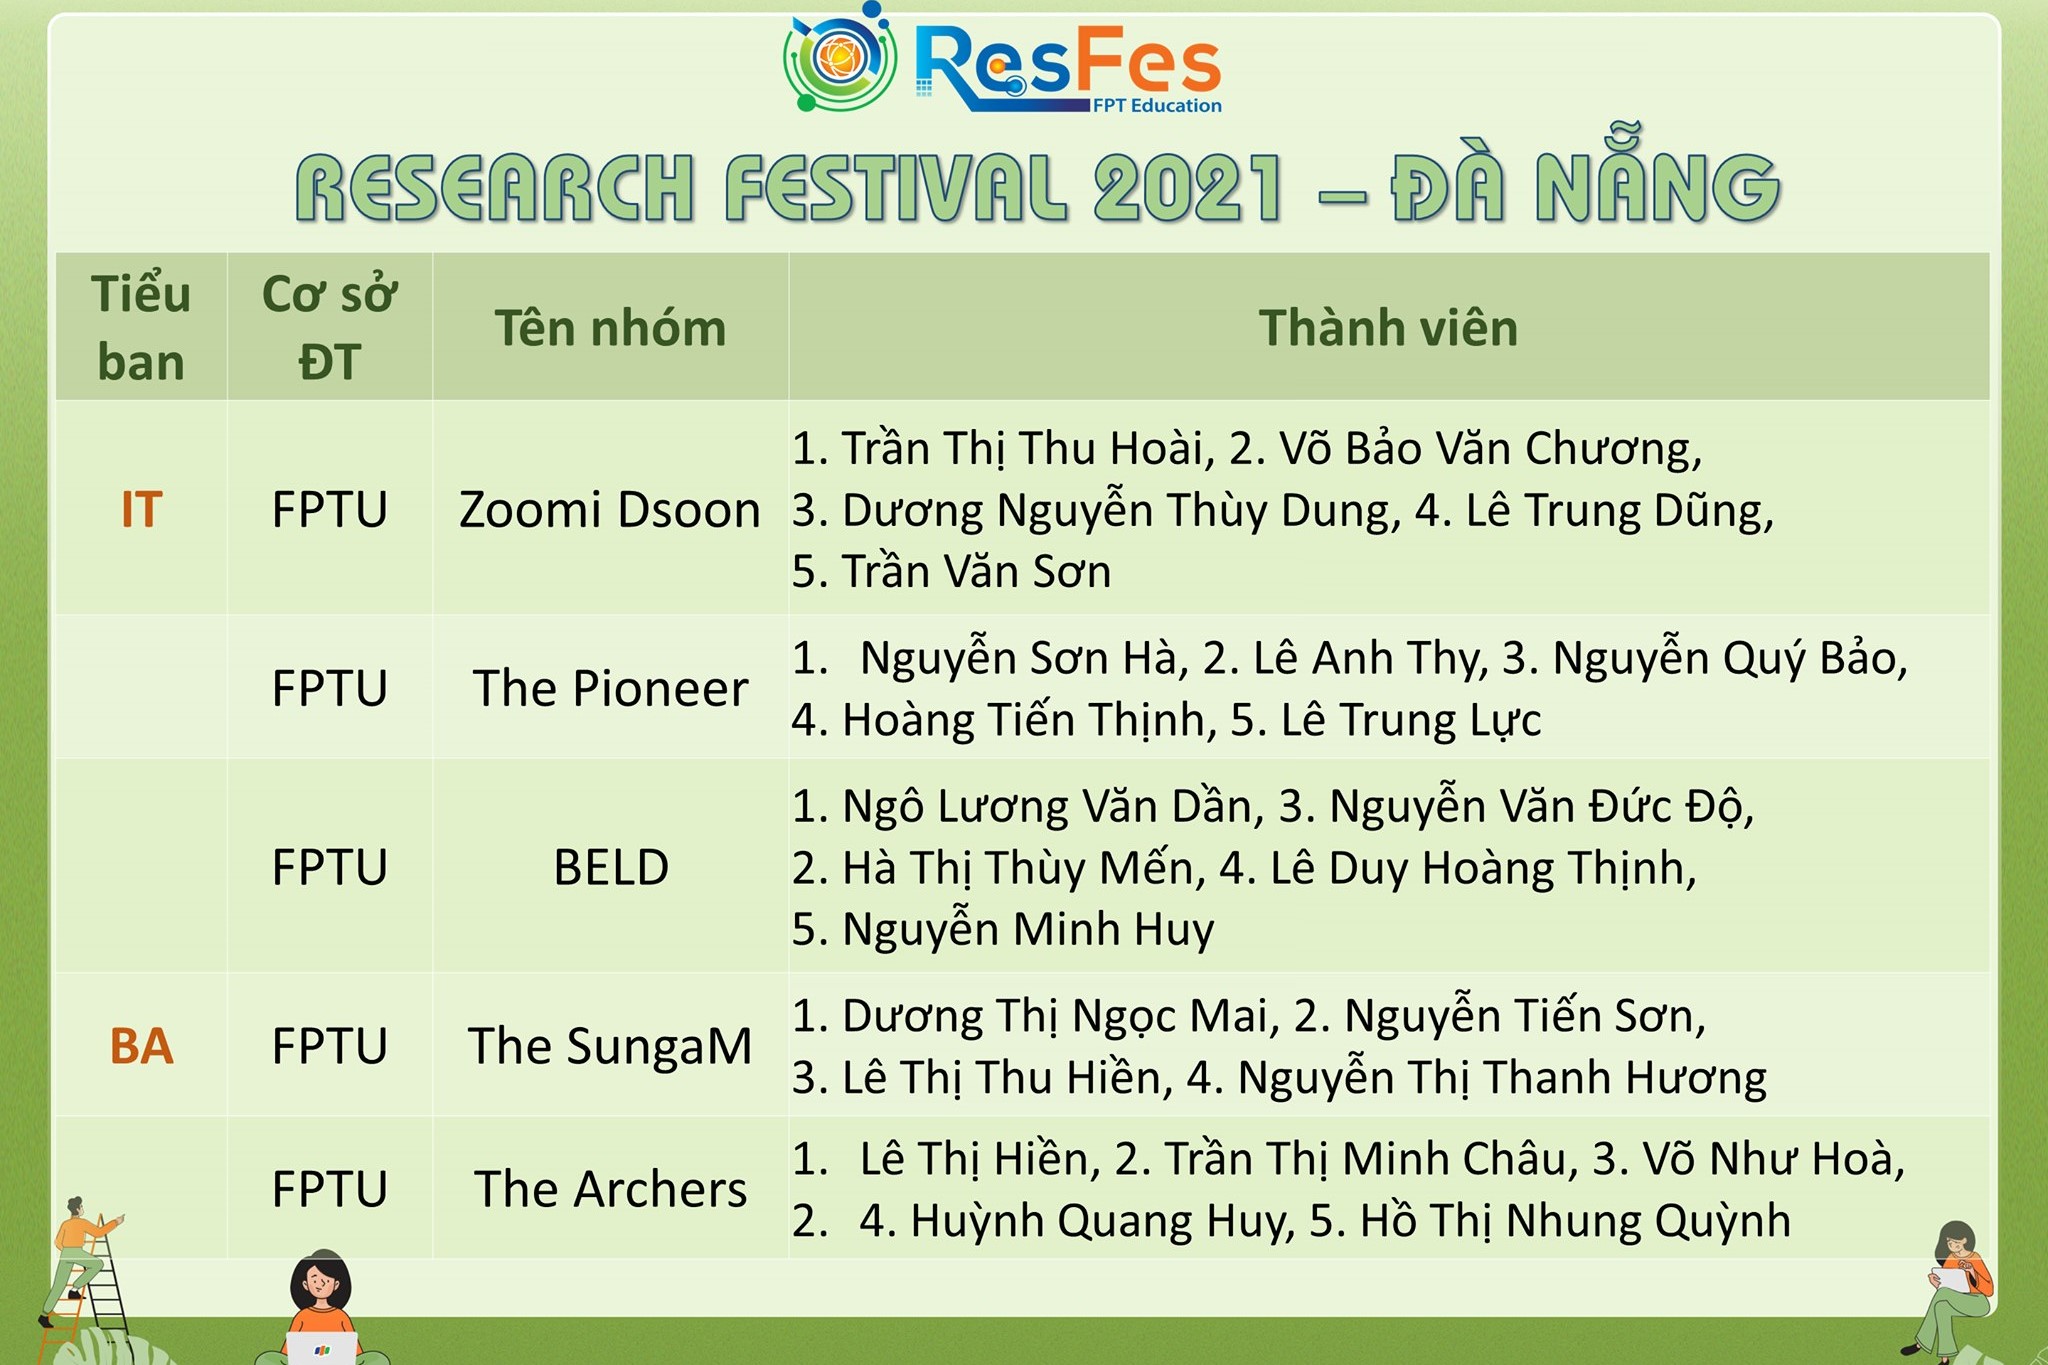 ResFes
FPT Education
RESEARCH FESTIVAL 2021 – ĐÀ NẴNG
Tiểu ban
Cơ sở ĐT
Tên nhóm
Thành viên
IT
FPTU
Zoomi Dsoon
1. Trần Thị Thu Hoài, 2. Võ Bảo Văn Chương,
3. Dương Nguyễn Thùy Dung, 4. Lê Trung Dũng,
5. Trần Văn Sơn
FPTU
The Pioneer
1. Nguyễn Sơn Hà, 2. Lê Anh Thy, 3. Nguyễn Quý Bảo,
4. Hoàng Tiến Thịnh, 5. Lê Trung Lực
FPTU
BELD
1. Ngô Lương Văn Dần, 3. Nguyễn Văn Đức Độ,
2. Hà Thị Thùy Mến, 4. Lê Duy Hoàng Thịnh,
5. Nguyễn Minh Huy
BA
FPTU
The SungaM
1. Dương Thị Ngọc Mai, 2. Nguyễn Tiến Sơn,
3. Lê Thị Thu Hiền, 4. Nguyễn Thị Thanh Hương
FPTU
The Archers
1. Lê Thị Hiền, 2. Trần Thị Minh Châu, 3. Võ Như Hoà,
2. 4. Huỳnh Quang Huy, 5. Hồ Thị Nhung Quỳnh